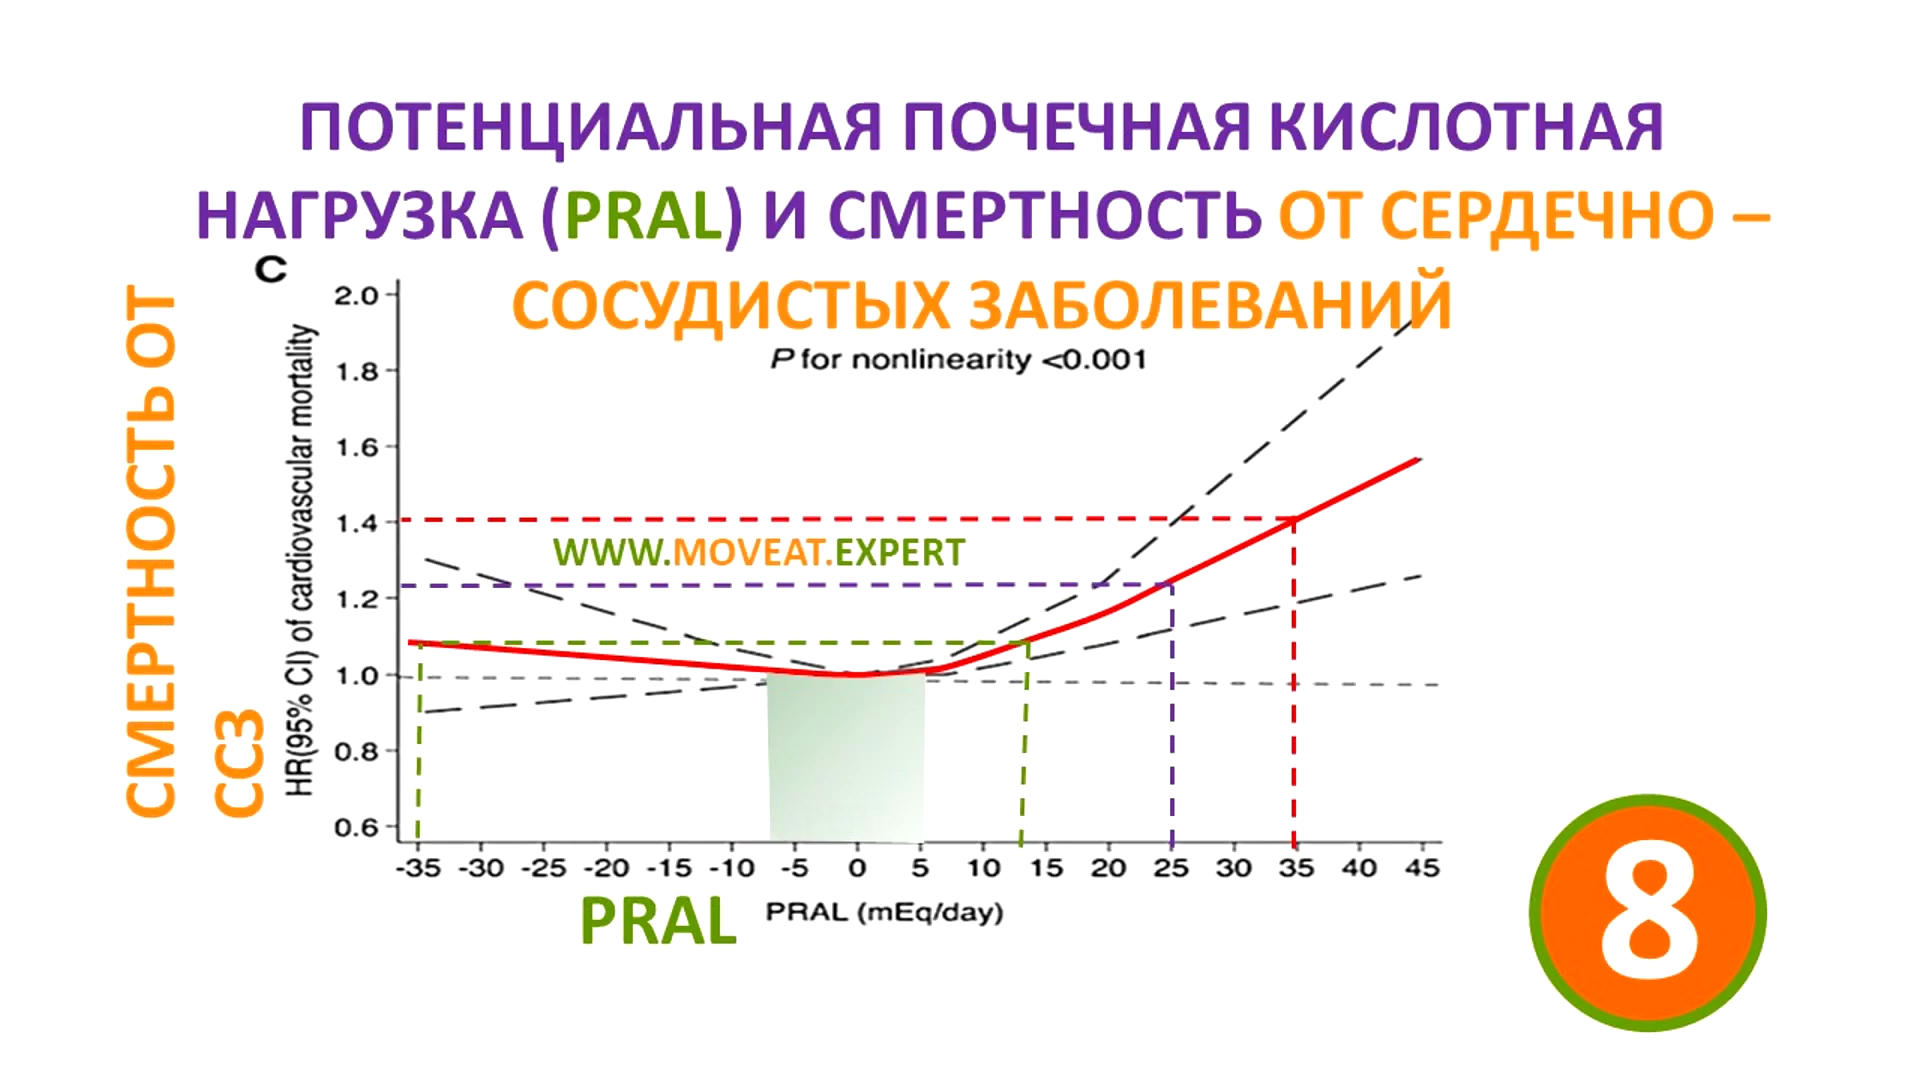 ПОТЕНЦИАЛЬНАЯ ПОЧЕЧНАЯ КИСЛОТНАЯ
НАГРУЗКА (PRAL) И СМЕРТНОСТЬ ОТ СЕРДЕЧНО –
СОСУДИСТЫХ ЗАБОЛЕВАНИЙ
C
P for nonlinearity <0.001
СМЕРТНОСТЬ ОТ
ССЗ
HR(95% CI) of cardiovascular mortality
2.0
1.8
1.6
1.4
1.2
1.0
0.8
0.6
WWW.MOVEAT.EXPERT
-35 -30 -25 -20 -15 -10 -5 0 5 10 15 20 25 30 35 40 45
PRAL
PRAL (mEq/day)
8